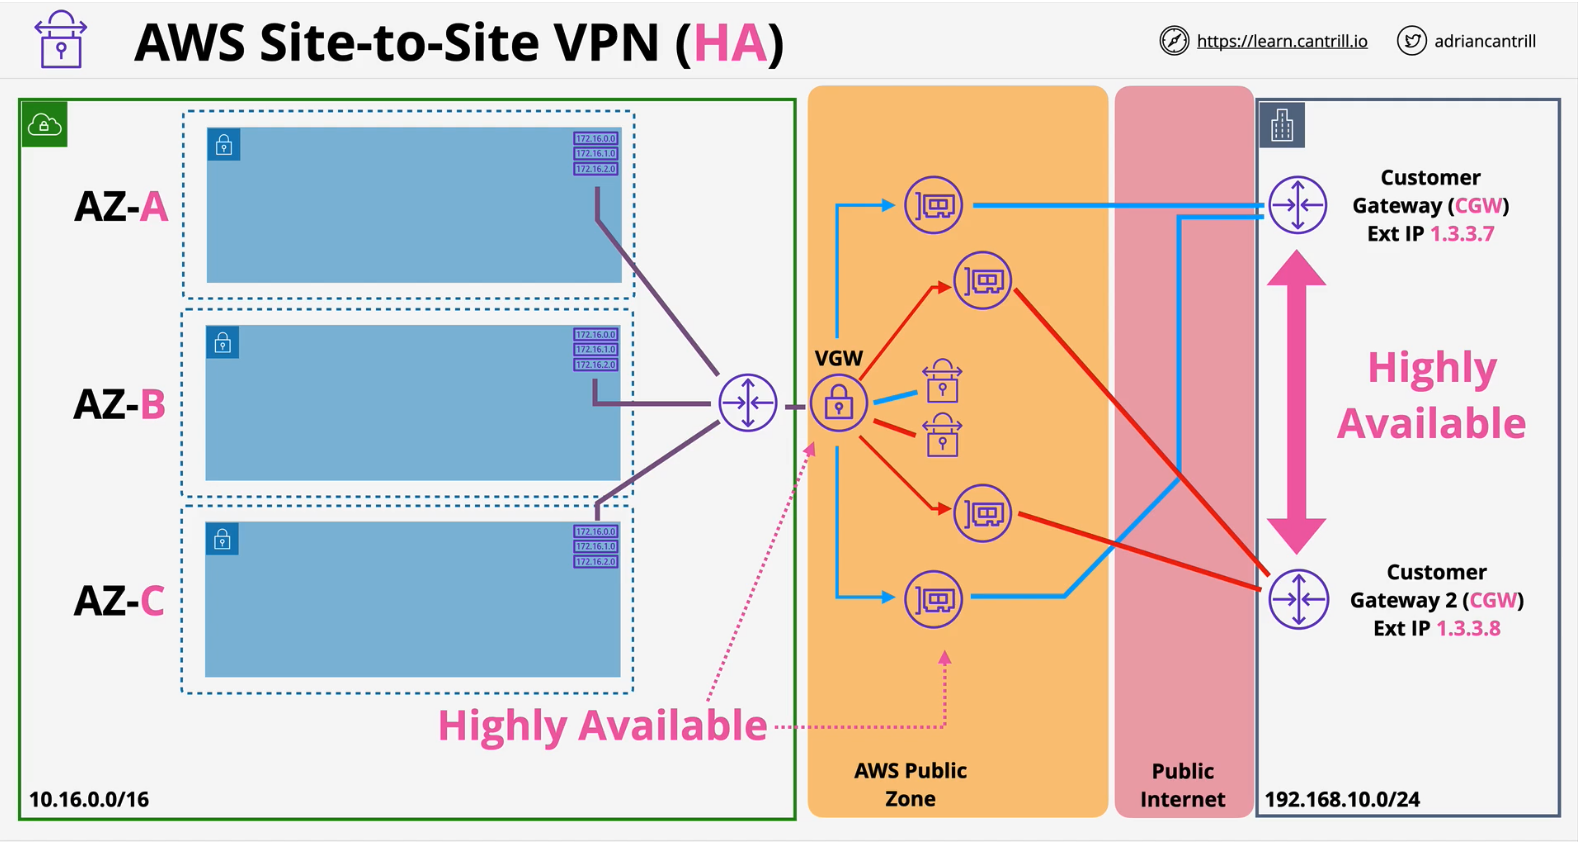 AWS Site-to-Site VPN (HA)
https://learn.cantrill.io
adriancantrill
AZ-A
172.16.0.0
172.16.1.0
172.16.2.0
AZ-B
172.16.0.0
172.16.1.0
172.16.2.0
AZ-C
172.16.0.0
172.16.1.0
172.16.2.0
10.16.0.0/16
Highly Available
VGW
AWS Public
Zone
Public
Internet
Customer
Gateway (CGW)
Ext IP 1.3.3.7
Highly
Available
Customer
Gateway 2 (CGW)
Ext IP 1.3.3.8
192.168.10.0/24